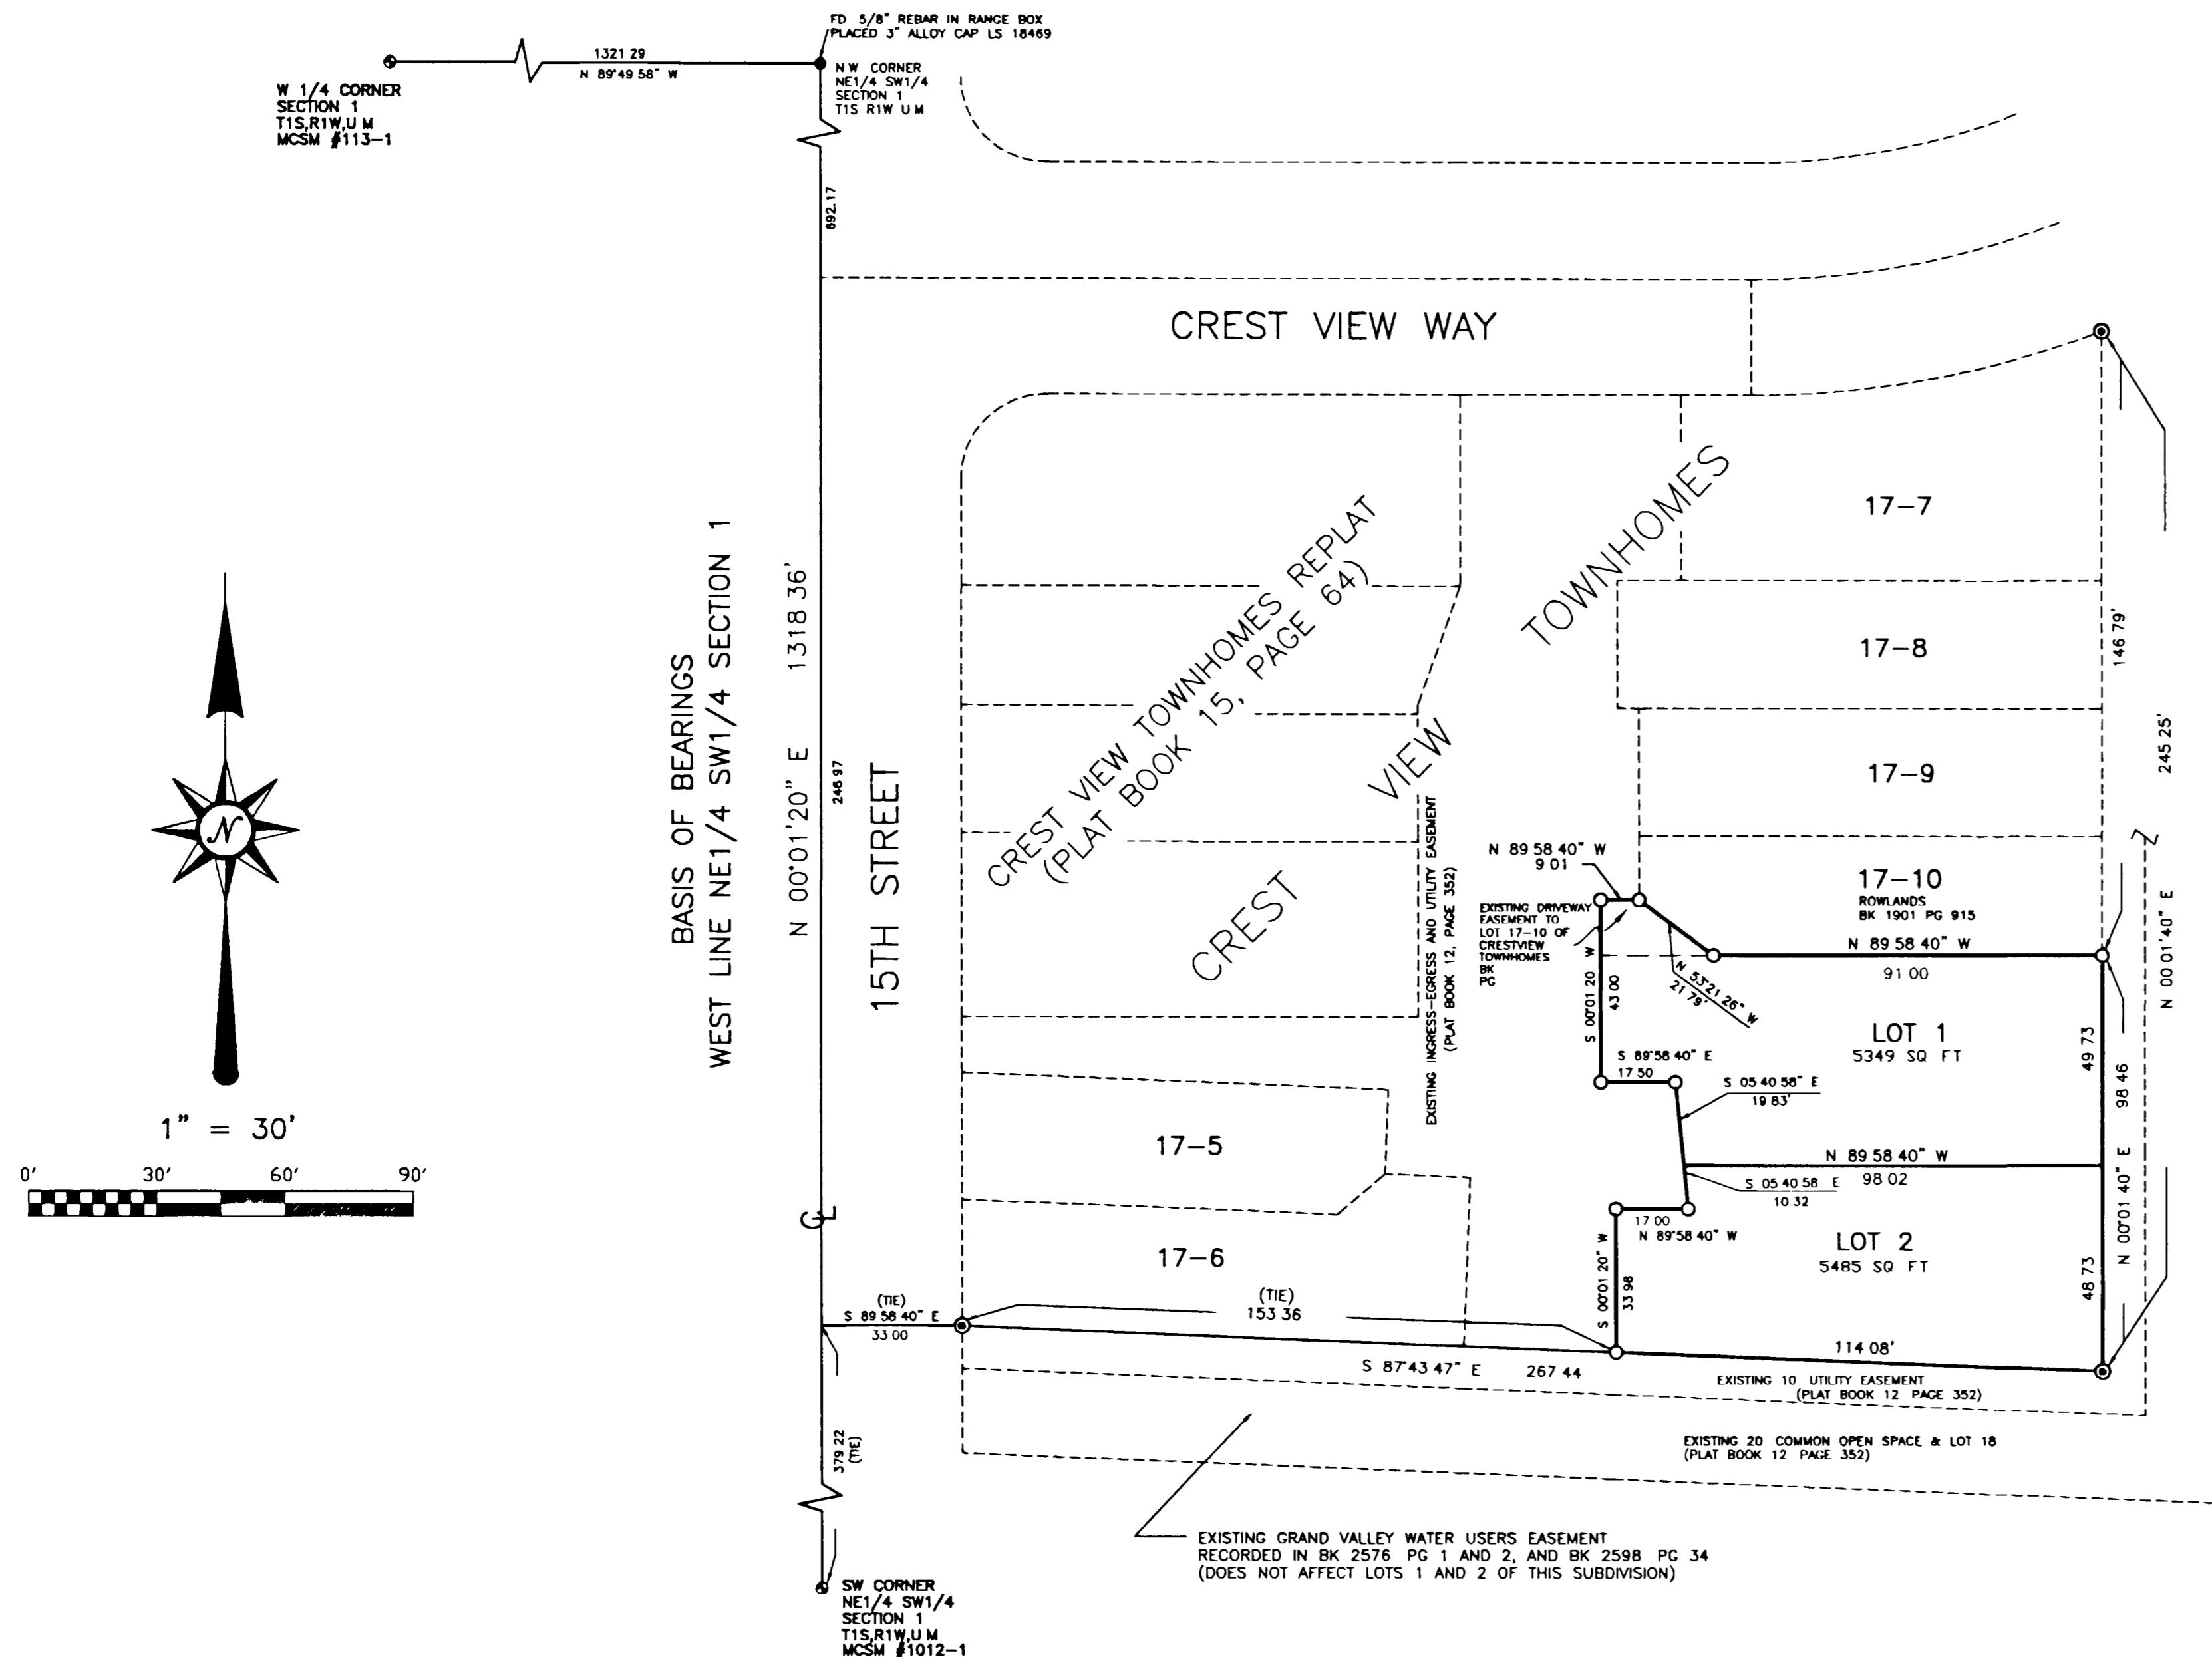 FD 5/8" REBAR IN RANGE BOX
PLACED 3" ALLOY CAP LS 18469
1321 29
N 89°49 58" W
W 1/4 CORNER
SECTION 1
T1S,R1W,U M
MCSM #113-1
N W CORNER
NE1/4 SW1/4
SECTION 1
T1S R1W U M
692.17
CREST VIEW WAY
BASIS OF BEARINGS
WEST LINE NE1/4 SW1/4 SECTION 1
N 00°01'20" E 1318 36'
246 97
15TH STREET
CREST VIEW TOWNHOMES REPLAT
(PLAT BOOK 15, PAGE 64)
CREST
VIEW
TOWNHOMES
17-7
17-8
146 79'
245 25'
17-9
17-10
ROWLANDS
BK 1901 PG 915
N 00 01'40" E
N 89 58 40" W
9 01
EXISTING DRIVEWAY
EASEMENT TO
LOT 17-10 OF
CRESTVIEW
TOWNHOMES
BK
PG
EXISTING INGRESS-EGRESS AND UTILITY EASEMENT
(PLAT BOOK 12, PAGE 352)
N 89 58 40" W
91 00
N 53°21 26" W
21 79'
S 00°01 20 W
43 00
LOT 1
5349 SQ FT
49 73
98 46
N 00°01 40" E
S 89°58 40" E
17 50
S 05 40 58" E
19 83'
N 89 58 40" W
98 02
S 05 40 58 E
10 32
17 00
N 89°58 40" W
LOT 2
5485 SQ FT
48 73
S 00°01 20" W
33 98
N
1" = 30'
0' 30' 60' 90'
17-5
17-6
CL
(TIE)
S 89 58 40" E
33 00
(TIE)
153 36
114 08'
S 87°43 47" E 267 44
EXISTING 10 UTILITY EASEMENT
(PLAT BOOK 12 PAGE 352)
379 22
(TIE)
EXISTING 20 COMMON OPEN SPACE & LOT 18
(PLAT BOOK 12 PAGE 352)
EXISTING GRAND VALLEY WATER USERS EASEMENT
RECORDED IN BK 2576 PG 1 AND 2, AND BK 2598 PG 34
(DOES NOT AFFECT LOTS 1 AND 2 OF THIS SUBDIVISION)
SW CORNER
NE1/4 SW1/4
SECTION 1
T1S,R1W,U M
MCSM #1012-1